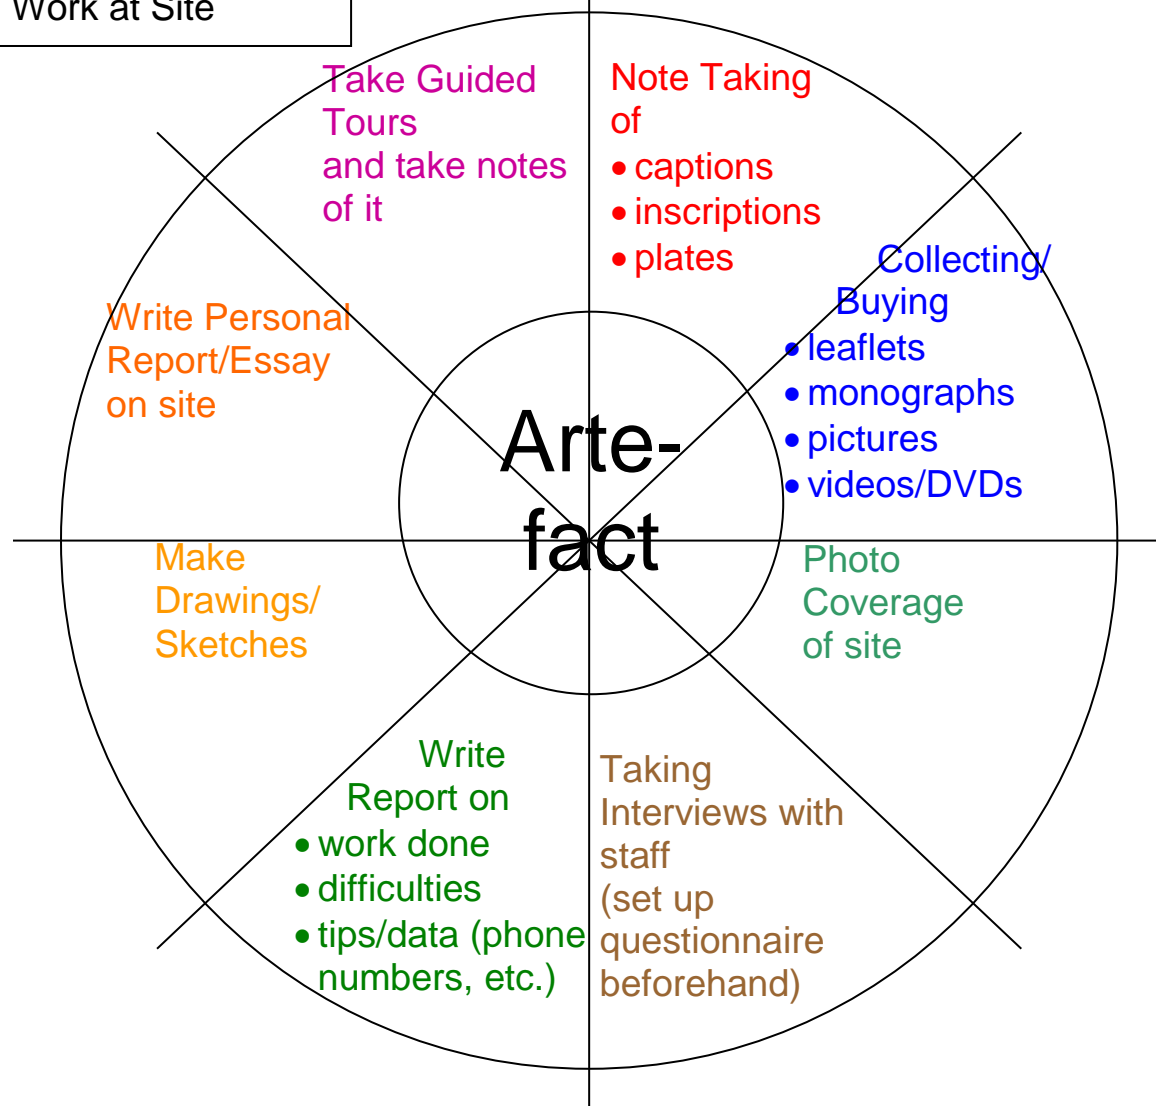 Work at Site
Take Guided
Tours
and take notes
of it
Note Taking
of
• captions
• inscriptions
• plates
Collecting/
Buying
• leaflets
• monographs
• pictures
• videos/DVDs
Write Personal
Report/Essay
on site
Arte-
fact
Make
Drawings/
Sketches
Photo
Coverage
of site
Write
Report on
• work done
• difficulties
• tips/data (phone
numbers, etc.)
Taking
Interviews with
staff
(set up
questionnaire
beforehand)